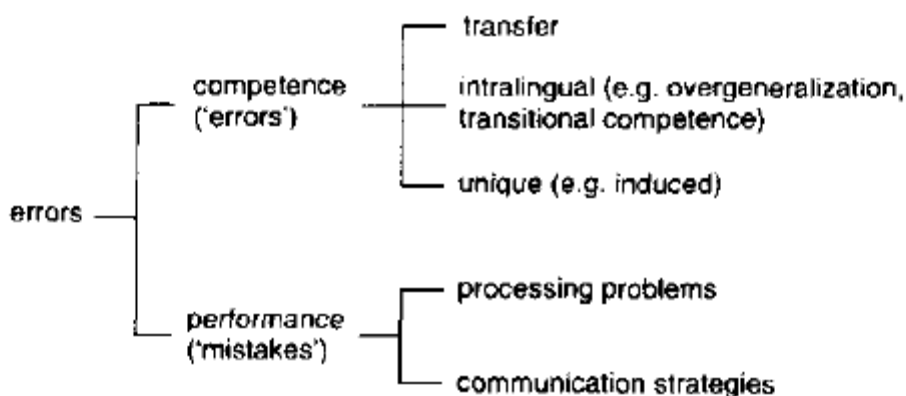 transfer
competence
('errors')
intralingual (e.g. overgeneralization,
transitional competence)
unique (e.g. induced)
errors
processing problems
performance
('mistakes')
communication strategies